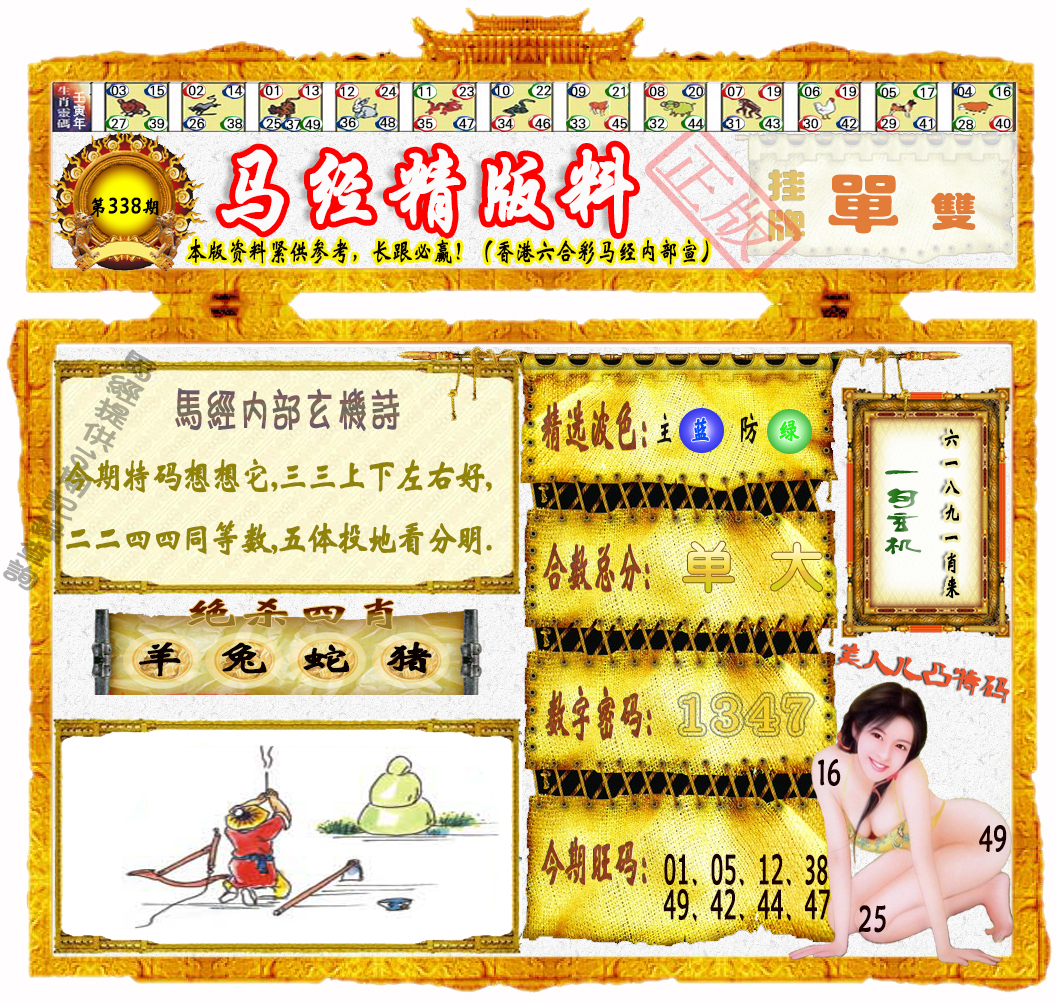 生肖靈碼 壬寅年
03 15 02 14 01 13 12 24 11 23 10 22 09 21 08 20 07 19 06 19 05 17 04 16
27 39 26 38 25 37 49 36 48 35 47 34 46 33 45 32 44 31 43 30 42 29 41 28 40
第338期
马经精版料
正版
挂牌 單 雙
本版资料紧供参考，长跟必赢！（香港六合彩马经内部宣）
馬經内部玄機詩
今期特码想想它,三三上下左右好,
二二四四同等數,五体投地看分明.
绝杀四肖
羊 兔 蛇 猪
精选波色: 主 蓝 防 绿
合数总分: 单 大
数字密码: 1347
今期旺码: 01、05、12、38
49、42、44、47
一句玄机
六一八九一肖来
美人儿凸特码
16
49
25